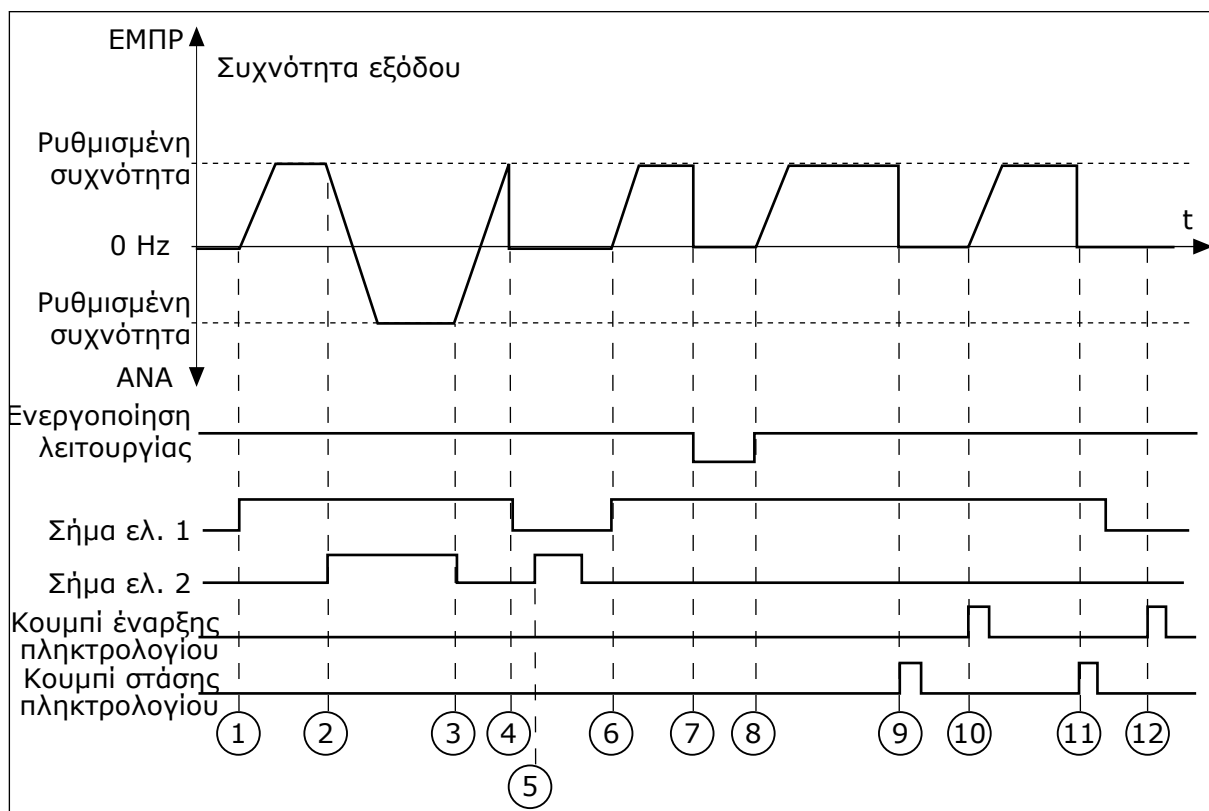 ΕΜΠΡ
Συχνότητα εξόδου
Ρυθμισμένη
συχνότητα
t
0 Hz
Ρυθμισμένη
συχνότητα
ΑΝΑ
Ενεργοποίηση
λειτουργίας
Σήμα ελ. 1
Σήμα ελ. 2
Κουμπί έναρξης
πληκτρολογίου
Κουμπί στάσης
πληκτρολογίου
1 2 3 4 6 7 8 9 10 11 12
5